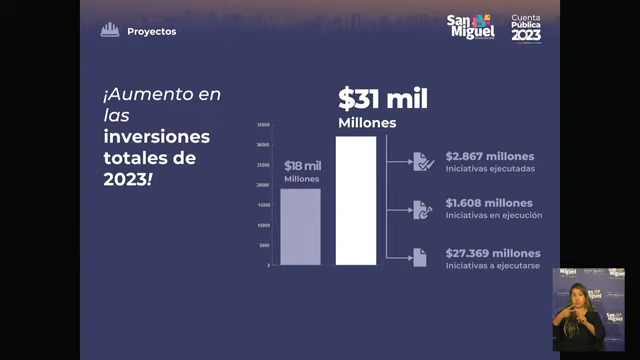 Proyectos
San
Miguel
Cuenta
Pública
2023
¡Aumento en
las
inversiones
totales de
2023!
$31 mil
Millones
$18 mil
Millones
35000
30000
25000
20000
15000
10000
5000
0
$2.867 millones
Iniciativas ejecutadas
$1.608 millones
Iniciativas en ejecución
$27.369 millones
Iniciativas a ejecutarse
San
Miguel
San
Miguel